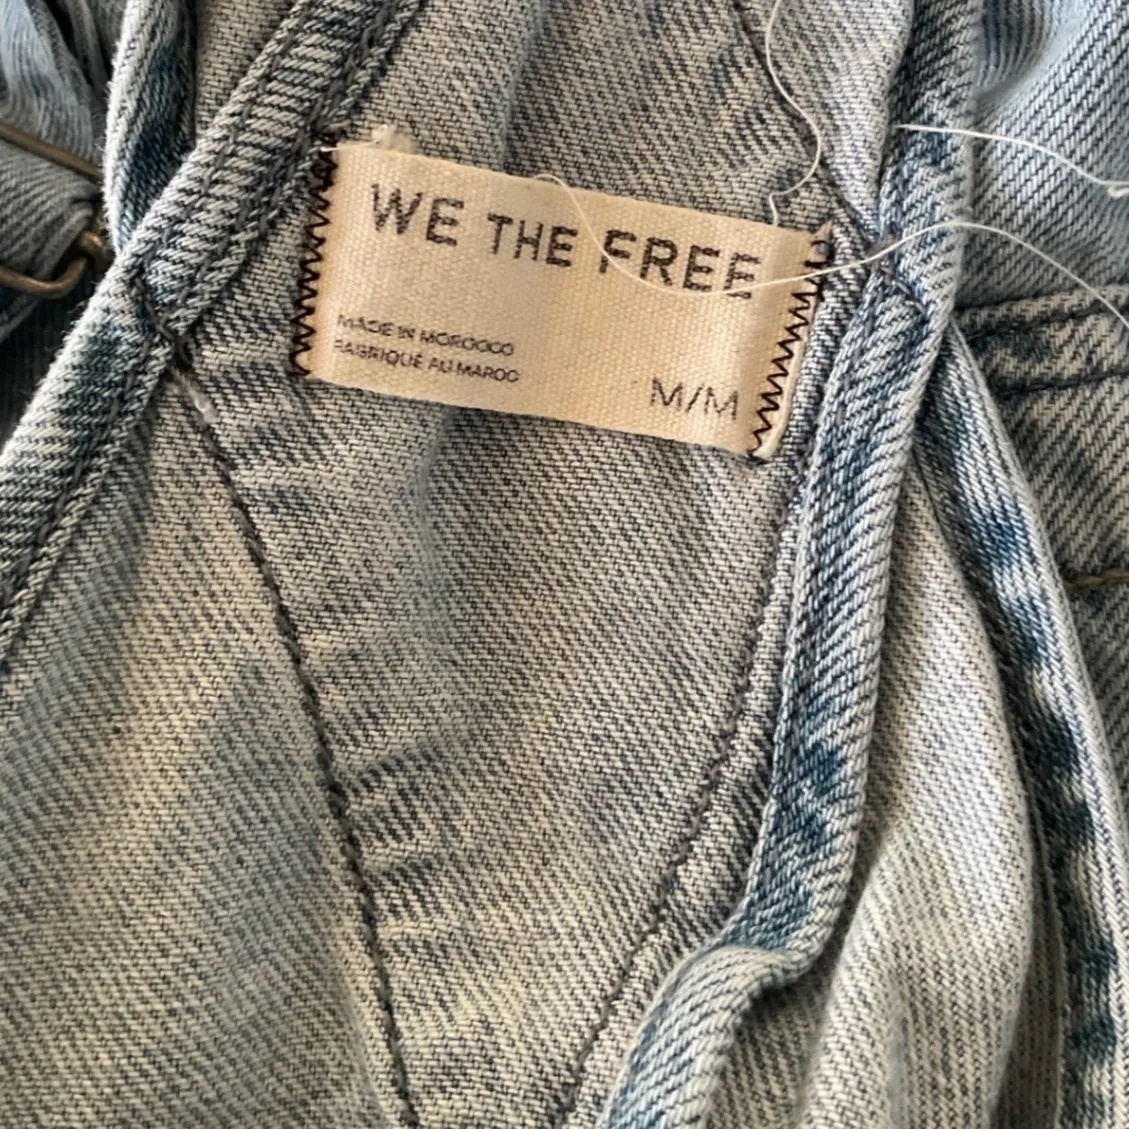 WE THE FREE
MADE IN MOROCCO
FABRIQUÉ AU MAROC
M/M